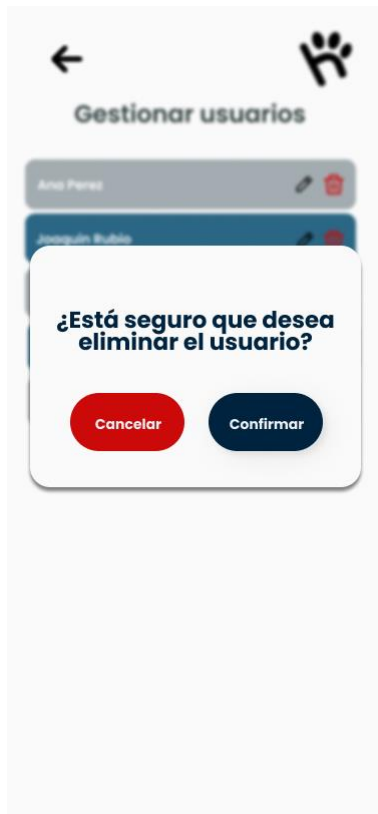 Gestionar usuarios
Ana Perez
Joaquin Rubio
¿Está seguro que desea
eliminar el usuario?
Cancelar
Confirmar